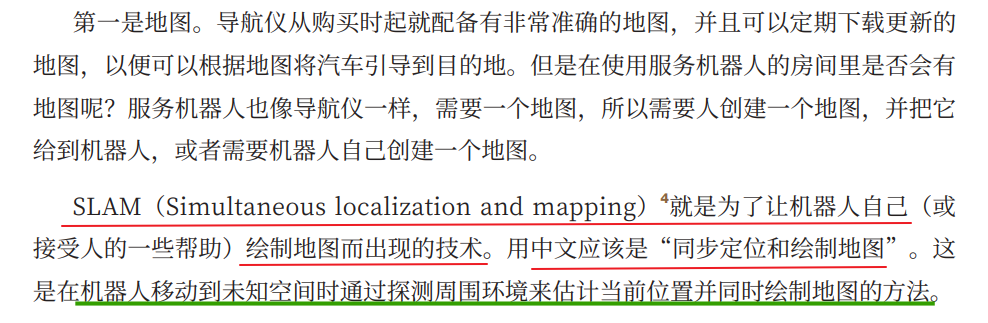 第一是地图。导航仪从购买时起就配备有非常准确的地图，并且可以定期下载更新的
地图，以便可以根据地图将汽车引导到目的地。但是在使用服务机器人的房间里是否会有
地图呢？服务机器人也像导航仪一样，需要一个地图，所以需要人创建一个地图，并把它
给到机器人，或者需要机器人自己创建一个地图。
SLAM（Simultaneous localization and mapping）4就是为了让机器人自己（或
接受人的一些帮助）绘制地图而出现的技术。用中文应该是“同步定位和绘制地图”。这
是在机器人移动到未知空间时通过探测周围环境来估计当前位置并同时绘制地图的方法。